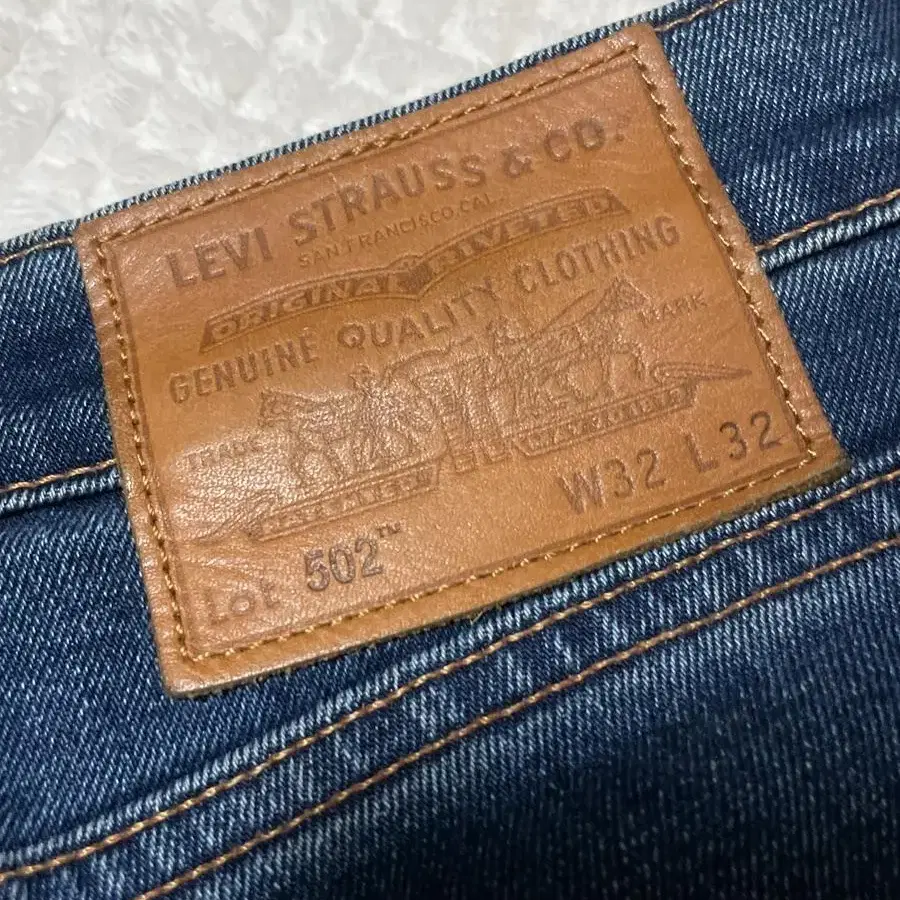 LEVI STRAUSS & CO.
SAN FRANCISCO, CAL.
ORIGINAL RIVETED
GENUINE QUALITY CLOTHING
TRADE MARK
W32 L32
Lot 502™